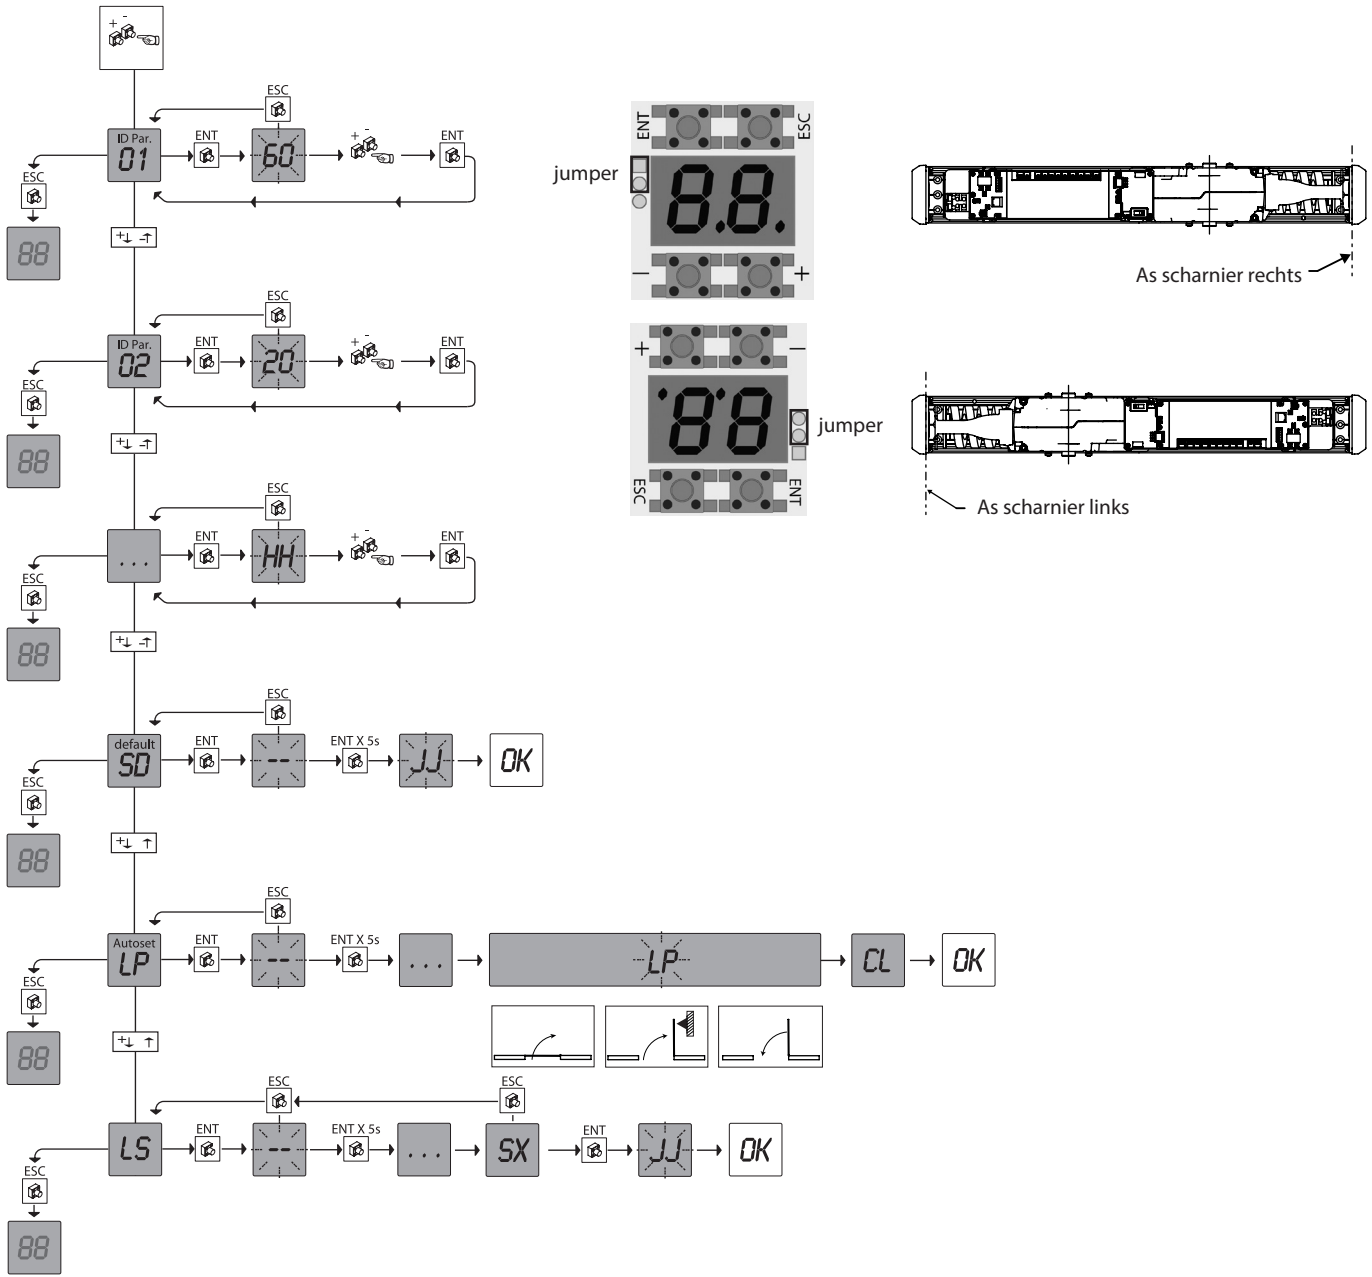 + -
ESC
ID Par.
01
ENT
60
+ -
ENT
ESC
88
+↓ -↑
ESC
ID Par.
02
ENT
20
+ -
ENT
ESC
88
+↓ -↑
ESC
...
ENT
HH
+ -
ENT
ESC
88
+↓ -↑
ESC
default
SD
ENT
--
ENT X 5s
JJ
OK
ESC
88
+↓ ↑
ESC
Autoset
LP
ENT
--
ENT X 5s
...
LP
CL
OK
ESC
88
+↓ ↑
ESC
ESC
LS
ENT
--
ENT X 5s
...
SX
ENT
JJ
OK
ESC
88
ENT
ESC
jumper
8.8.
- +
As scharnier rechts
+ -
88
jumper
ESC
ENT
As scharnier links